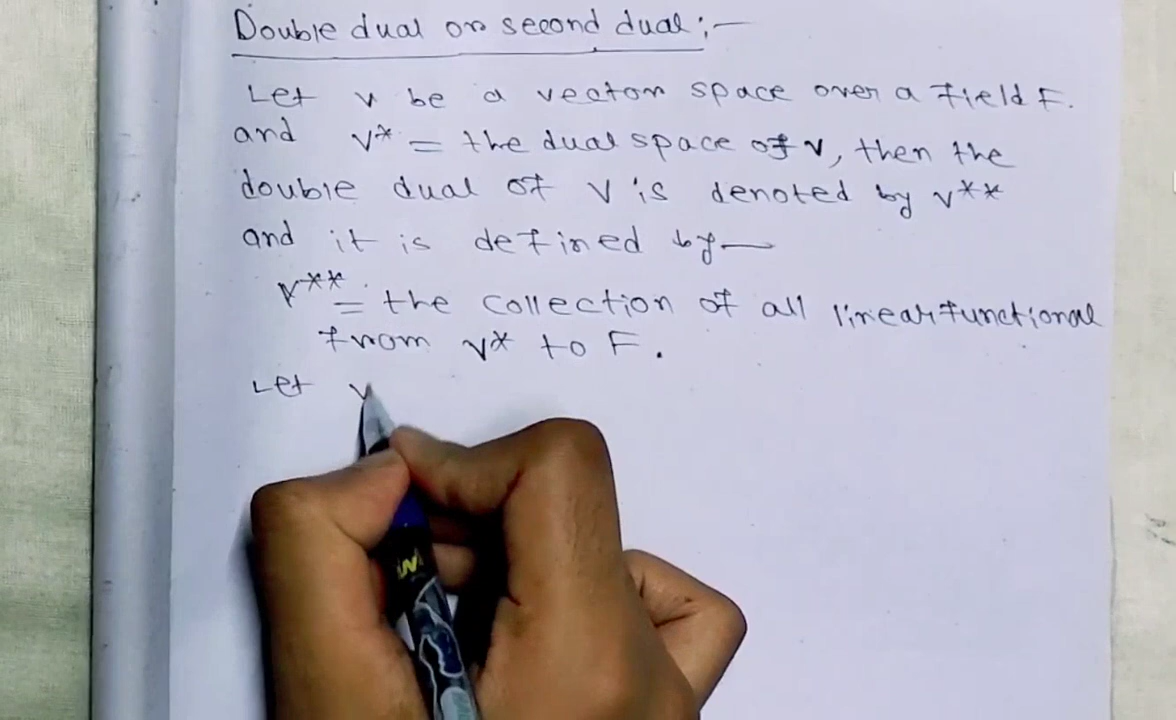 Double dual or second dual :-
Let v be a vector space over a field F.
and v* = the dual space of v, then the
double dual of v is denoted by v**
and it is defined by —
v** = the collection of all linear functional
from v* to F.
Let v